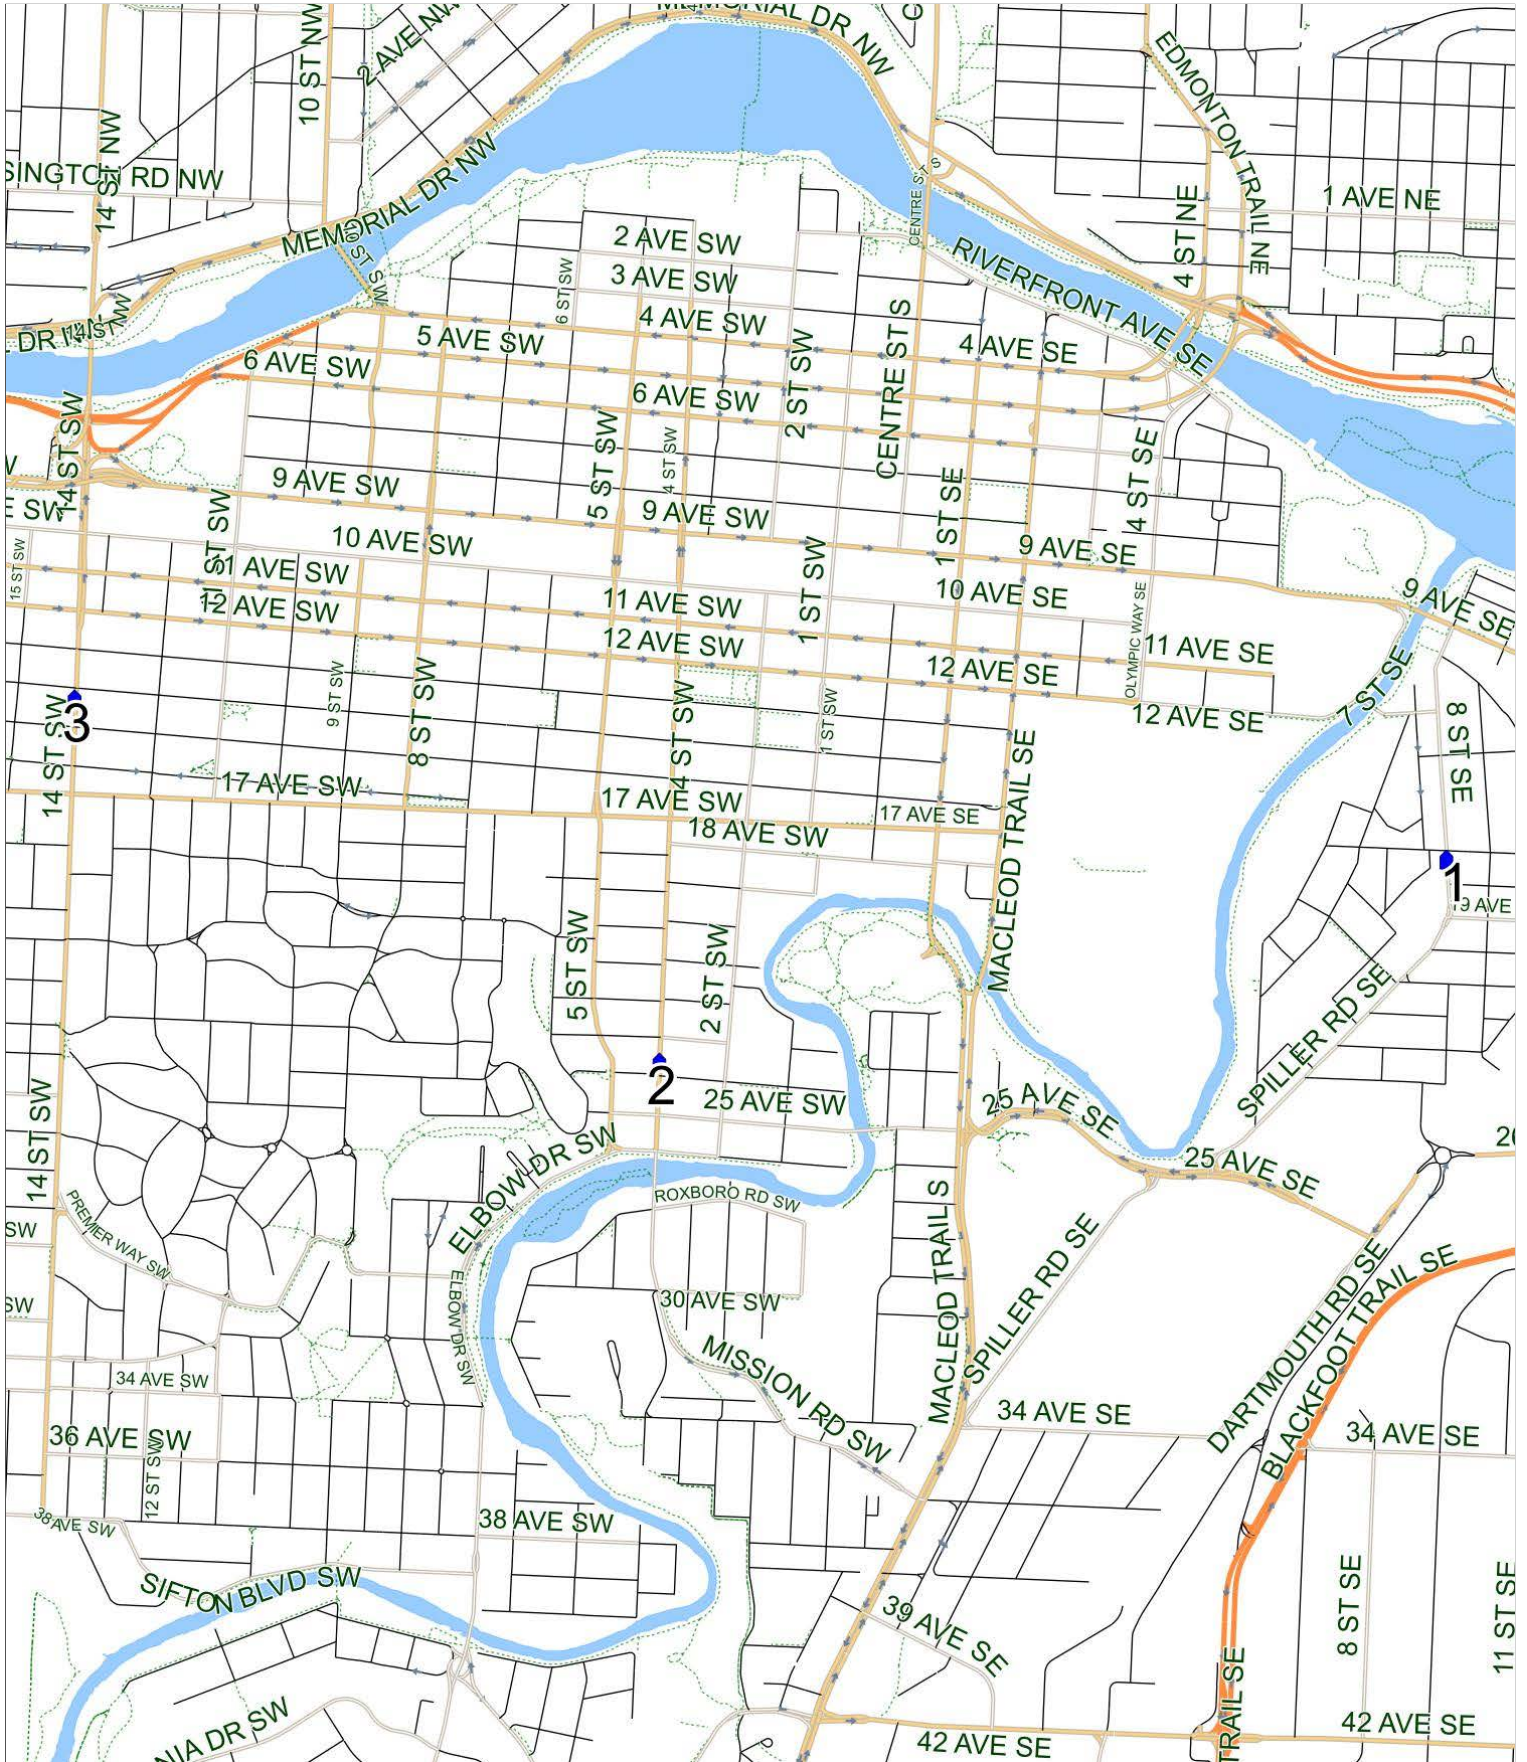 MEMORIAL DR NW
10 ST NW
2 AVE NW
EDMONTON TRAIL NE
14 ST NW
RD NW
MEMORIAL DR NW
CENTRE ST S
4 ST NE
1 AVE NE
10 ST SW
2 AVE SW
3 AVE SW
6 ST SW
RIVERFRONT AVE SE
14 ST NW
4 AVE SW
5 AVE SW
2 ST SW
CENTRE ST S
4 AVE SE
6 AVE SW
6 AVE SW
14 ST SW
5 ST SW
4 ST SW
4 ST SE
9 AVE SW
9 AVE SW
1 ST SE
11 ST SW
10 AVE SW
9 AVE SE
15 ST SW
11 AVE SW
1 ST SW
10 AVE SE
9 AVE SE
12 AVE SW
11 AVE SW
OLYMPIC WAY SE
12 AVE SW
11 AVE SE
12 AVE SE
7 ST SE
9 ST SW
8 ST SW
4 ST SW
1 ST SW
12 AVE SE
8 ST SE
3
14 ST SW
17 AVE SW
17 AVE SW
17 AVE SE
18 AVE SW
MACLEOD TRAIL SE
1
19 AVE
5 ST SW
2 ST SW
SPILLER RD SE
2
14 ST SW
25 AVE SW
25 AVE SE
ELBOW DR SW
25 AVE SE
PREMIER WAY SW
SW
ROXBORO RD SW
MACLEOD TRAIL S
SPILLER RD SE
ELBOW DR SW
30 AVE SW
DARTMOUTH RD SE
BLACKFOOT TRAIL SE
SW
MISSION RD SW
34 AVE SW
34 AVE SE
34 AVE SE
36 AVE SW
12 ST SW
38 AVE SW
38 AVE SW
SIFTON BLVD SW
39 AVE SE
8 ST SE
11 ST SE
TRAIL SE
NIA DR SW
42 AVE SE
42 AVE SE